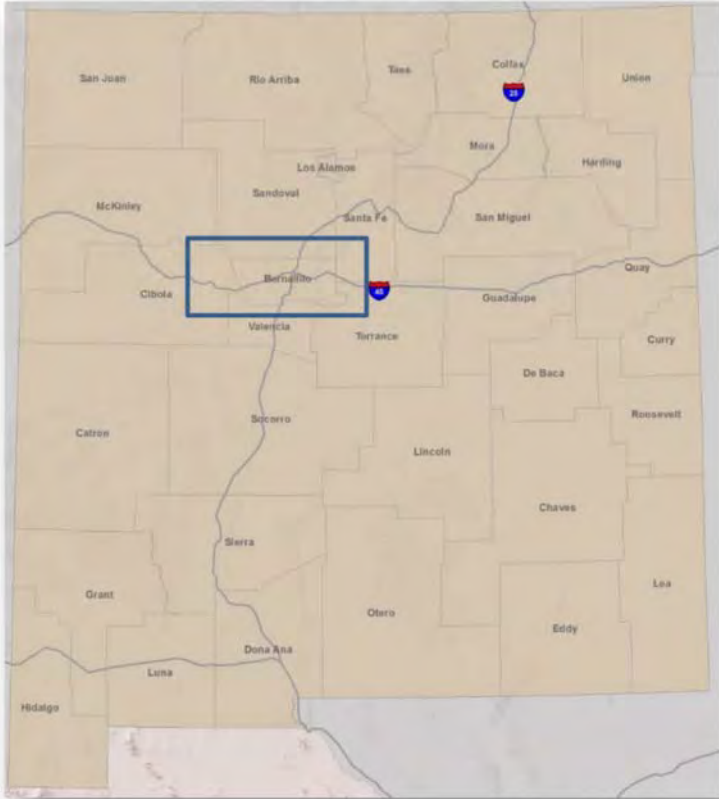 San Juan
Rio Arriba
Taos
Colfax
Union
25
Mora
Harding
Los Alamos
Sandoval
McKinley
Santa Fe
San Miguel
Quay
Bernalillo
Cibola
40
Guadalupe
Valencia
Torrance
Curry
De Baca
Roosevelt
Catron
Socorro
Lincoln
Chaves
Sierra
Lea
Grant
Otero
Eddy
Dona Ana
Luna
Hidalgo